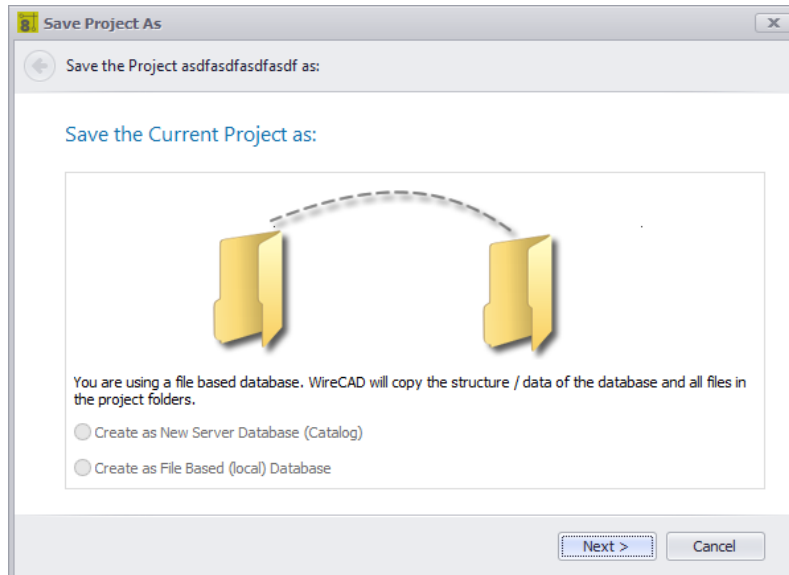 8. Save Project As
Save the Project asdfasdfasdfasdf as:
Save the Current Project as:
You are using a file based database. WireCAD will copy the structure / data of the database and all files in
the project folders.
Create as New Server Database (Catalog)
Create as File Based (local) Database
Next >
Cancel